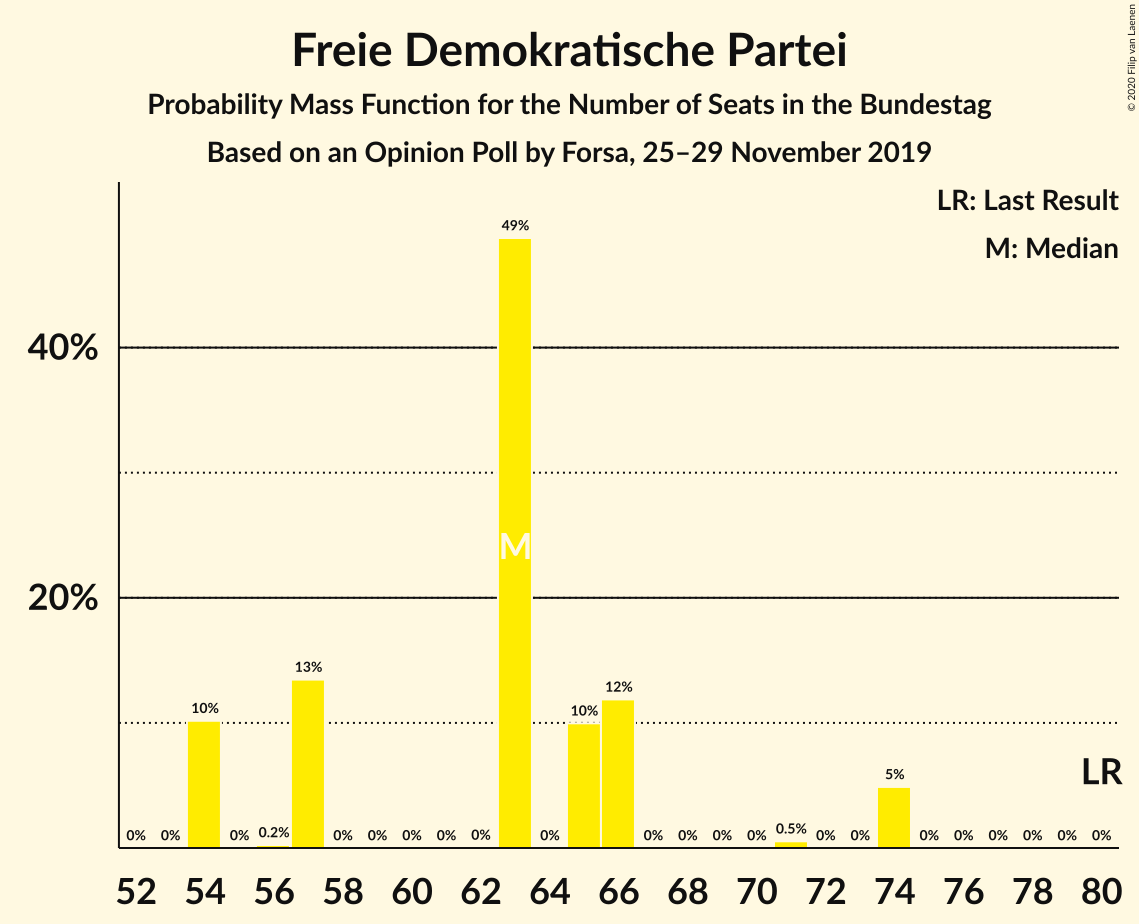 Freie Demokratische Partei
Probability Mass Function for the Number of Seats in the Bundestag
Based on an Opinion Poll by Forsa, 25–29 November 2019
© 2020 Filip van Laenen
LR: Last Result
M: Median
49%
40%
M
20%
13%
12%
10%
10%
5%
LR
0% 0% 0% 0.2% 0% 0% 0% 0% 0% 0% 0% 0% 0% 0% 0.5% 0% 0% 0% 0% 0% 0% 0% 0%
52 54 56 58 60 62 64 66 68 70 72 74 76 78 80